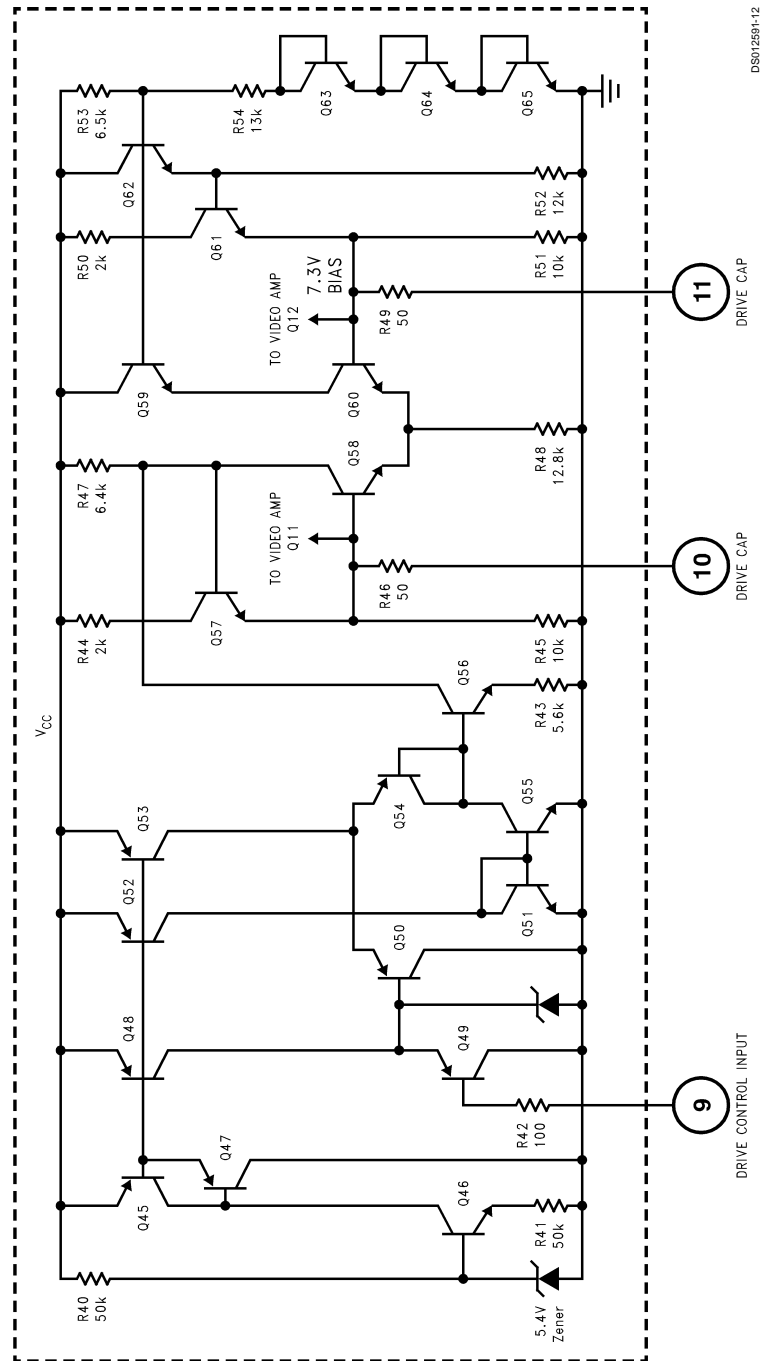 DS012591-12
V_CC
R40
50k
Q45
Q47
Q48
Q52
Q53
R44
2k
R47
6.4k
Q59
R50
2k
Q62
R53
6.5k
R54
13k
Q63
Q64
Q65
Q57
TO VIDEO AMP
Q11
TO VIDEO AMP
Q12
7.3V
BIAS
Q61
Q46
Q49
Q50
Q54
Q56
R46
50
Q58
Q60
R49
50
5.4V
Zener
R41
50k
R42
100
Q51
Q55
R43
5.6k
R45
10k
R48
12.8k
R51
10k
R52
12k
9
DRIVE CONTROL INPUT
10
DRIVE CAP
11
DRIVE CAP